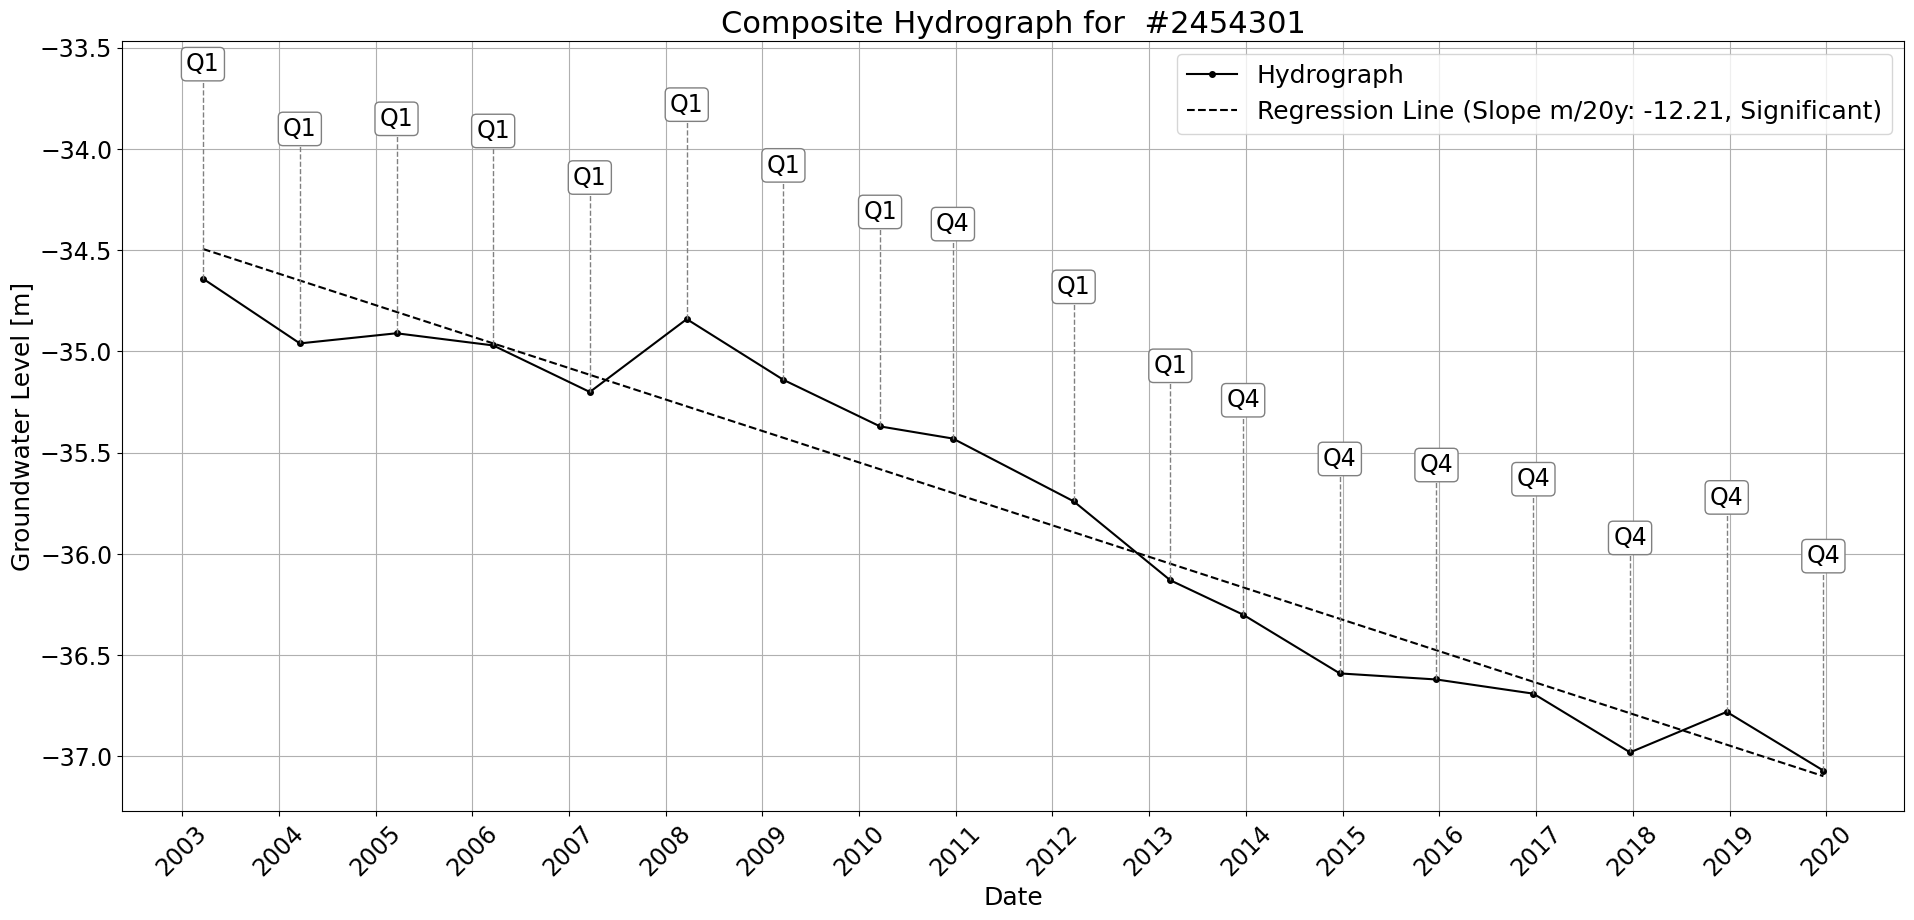 Composite Hydrograph for  #2454301
Hydrograph
Regression Line (Slope m/20y: -12.21, Significant)
Groundwater Level [m]
−33.5
−34.0
−34.5
−35.0
−35.5
−36.0
−36.5
−37.0
Q1
Q1
Q1
Q1
Q1
Q1
Q1
Q1
Q4
Q1
Q1
Q4
Q4
Q4
Q4
Q4
Q4
Q4
2003
2004
2005
2006
2007
2008
2009
2010
2011
2012
2013
2014
2015
2016
2017
2018
2019
2020
Date